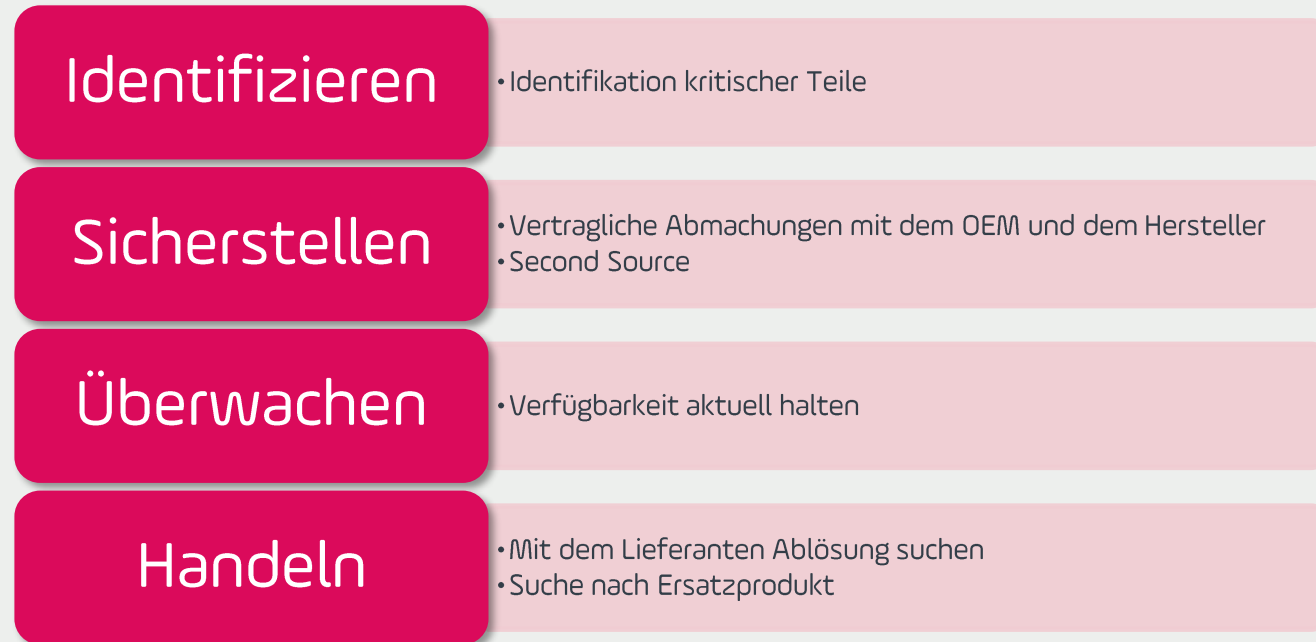 Identifizieren
• Identifikation kritischer Teile
Sicherstellen
• Vertragliche Abmachungen mit dem OEM und dem Hersteller
• Second Source
Überwachen
• Verfügbarkeit aktuell halten
Handeln
• Mit dem Lieferanten Ablösung suchen
• Suche nach Ersatzprodukt